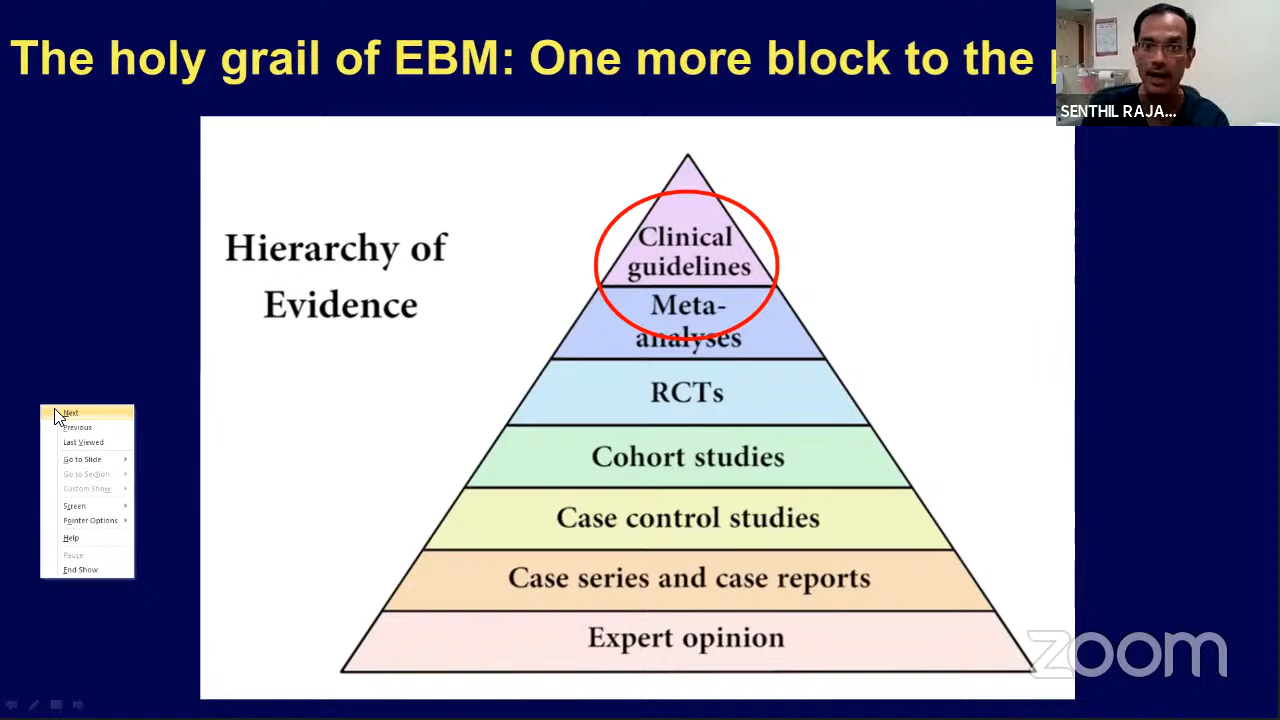 The holy grail of EBM: One more block to the
SENTHIL RAJA...
Hierarchy of
Evidence
Clinical
guidelines
Meta-
analyses
RCTs
Cohort studies
Case control studies
Case series and case reports
Expert opinion
Next
Previous
Last Viewed
Go to Slide
Go to Section
Custom Show
Screen
Pointer Options
Help
Pause
End Show
zoom